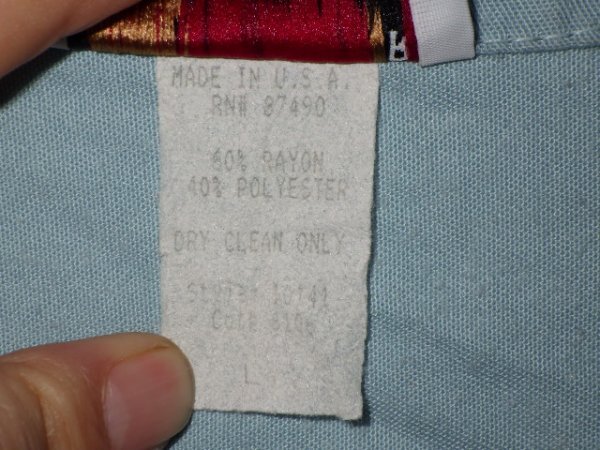 MADE IN U.S.A.
RN# 87490
60% RAYON
40% POLYESTER
DRY CLEAN ONLY
L